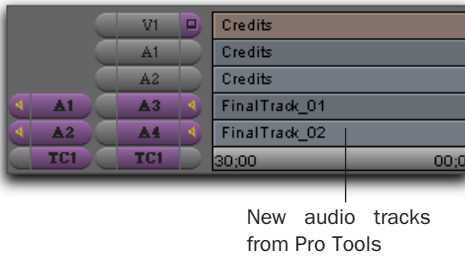 V1 Credits
A1 Credits
A2 Credits
A1 A3 FinalTrack_01
A2 A4 FinalTrack_02
TC1 TC1 30;00 00;0
New audio tracks
from Pro Tools